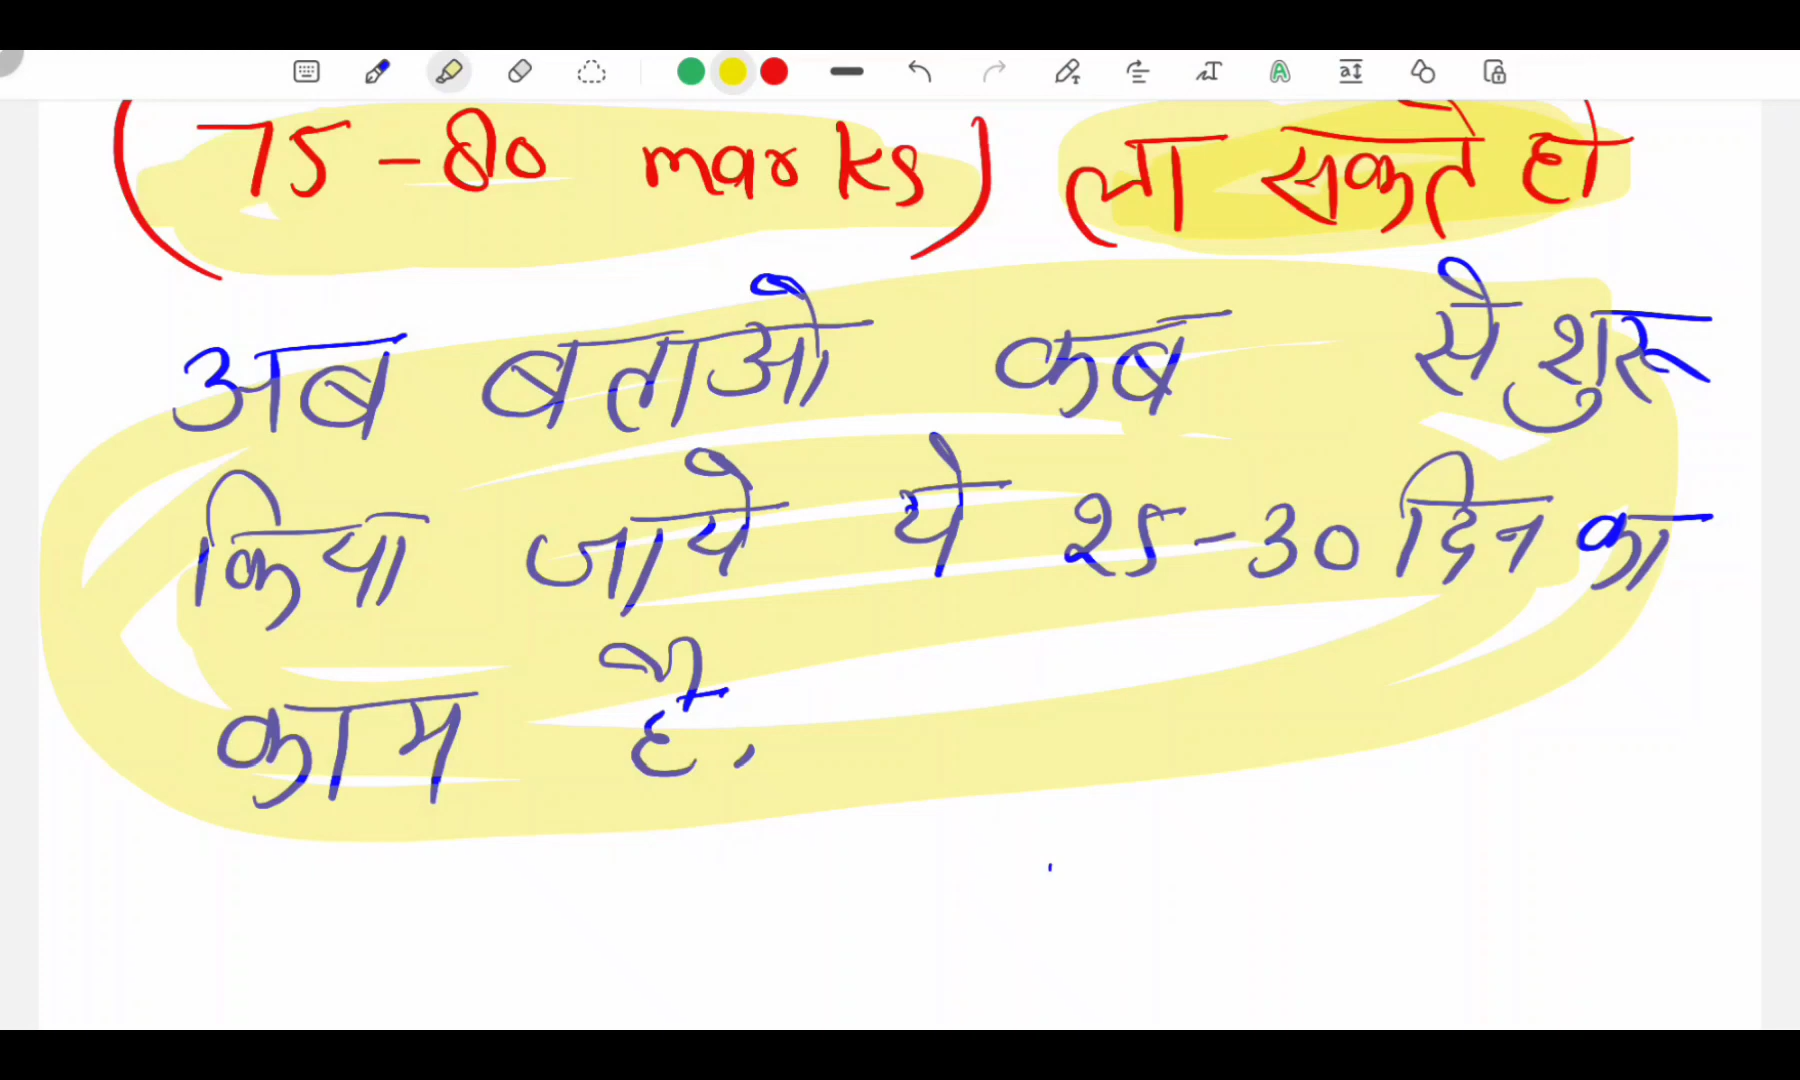 (75-80 marks) ला सकते हो
अब बताओ कब से शुरू
किया जाये ये 25-30 दिन का
काम है.